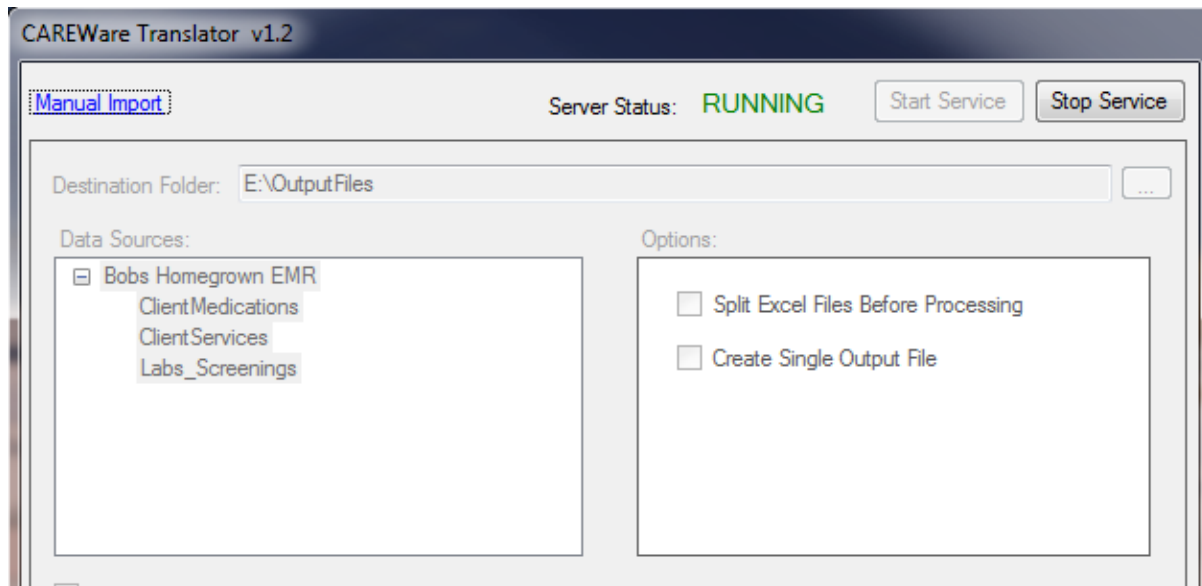 CAREWare Translator v1.2
Manual Import
Server Status: RUNNING
Start Service
Stop Service
Destination Folder: E:\OutputFiles
...
Data Sources:
Options:
Bobs Homegrown EMR
ClientMedications
ClientServices
Labs_Screenings
Split Excel Files Before Processing
Create Single Output File